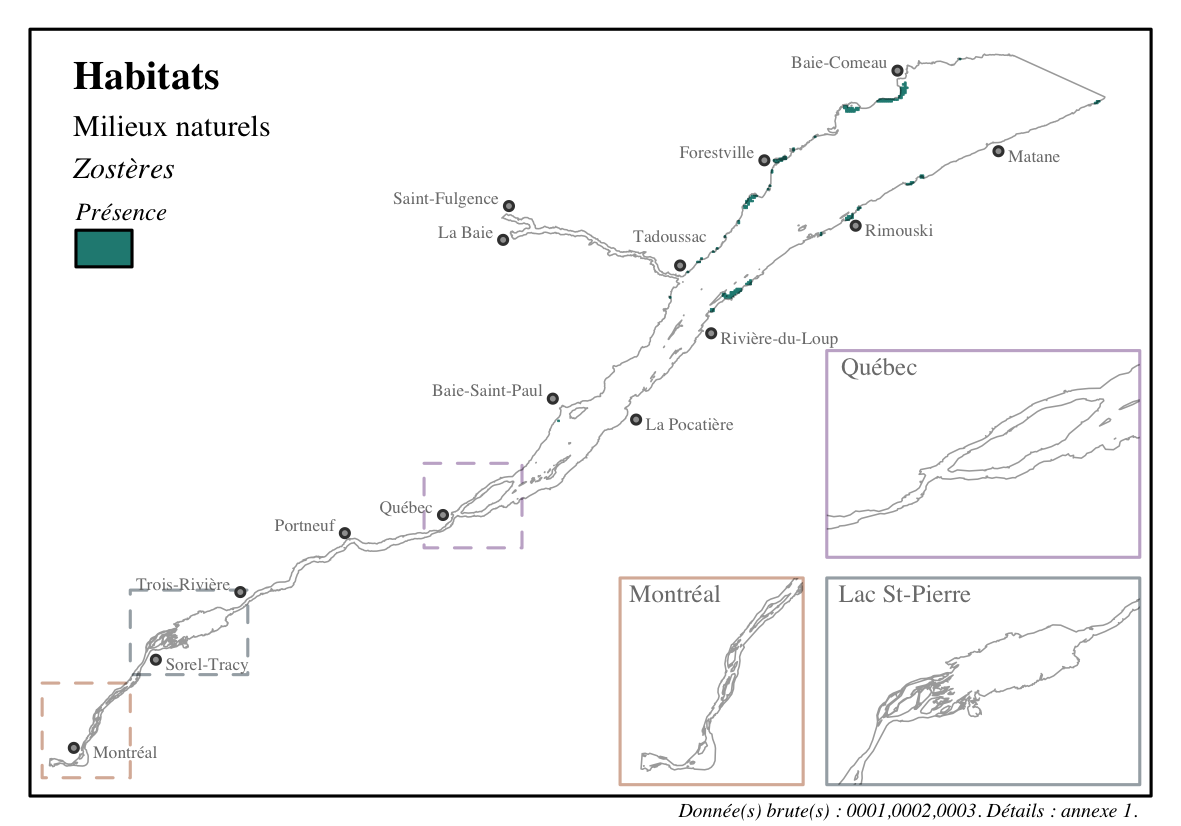 Habitats
Milieux naturels
Zostères
Présence
Baie-Comeau
Forestville
Matane
Saint-Fulgence
La Baie
Tadoussac
Rimouski
Rivière-du-Loup
Baie-Saint-Paul
La Pocatière
Québec
Portneuf
Trois-Rivière
Sorel-Tracy
Montréal
Québec
Montréal
Lac St-Pierre
Donnée(s) brute(s) : 0001,0002,0003. Détails : annexe 1.